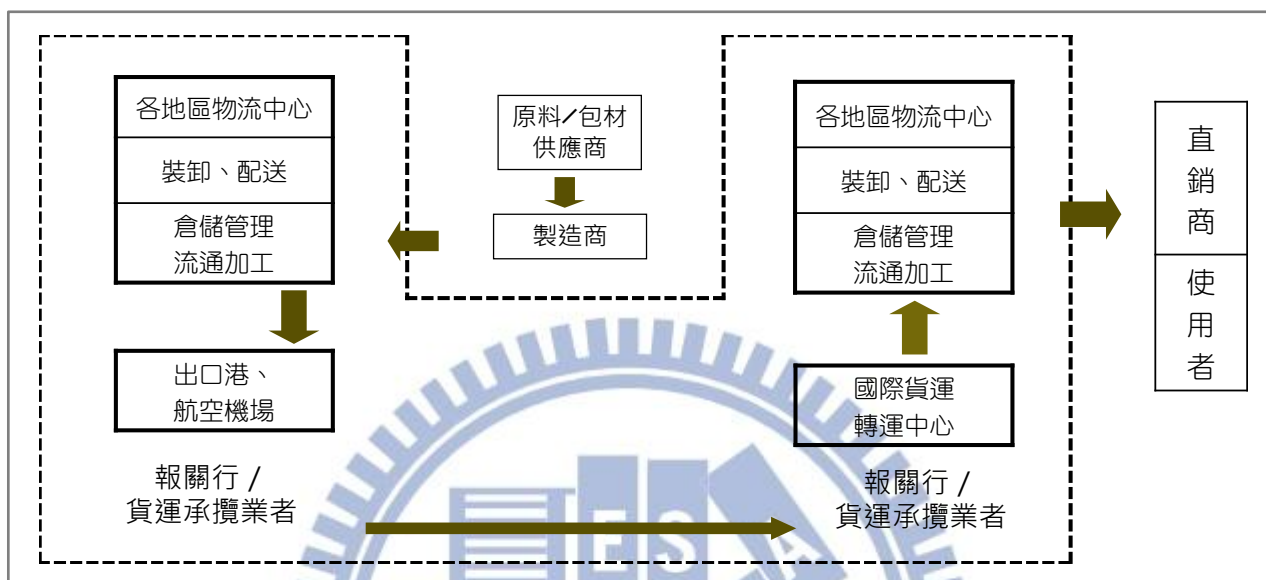 各地區物流中心
裝卸、配送
倉儲管理
流通加工
出口港、
航空機場
報關行 /
貨運承攬業者
原料/包材
供應商
製造商
各地區物流中心
裝卸、配送
倉儲管理
流通加工
國際貨運
轉運中心
報關行 /
貨運承攬業者
直銷商
使用者
ES